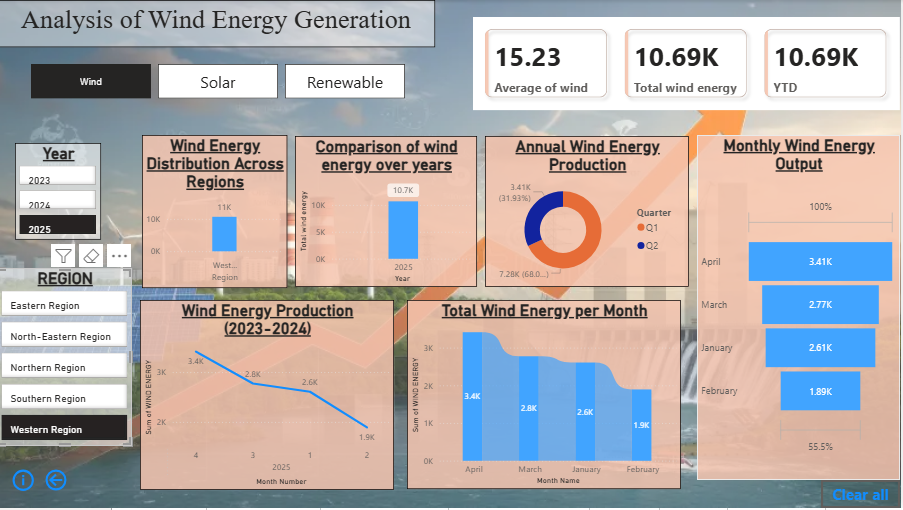 Analysis of Wind Energy Generation
Wind
Solar
Renewable
15.23
Average of wind
10.69K
Total wind energy
10.69K
YTD
Year
2023
2024
2025
REGION
Eastern Region
North-Eastern Region
Northern Region
Southern Region
Western Region
Wind Energy
Distribution Across
Regions
11K
10K
0K
West...
Region
Comparison of wind
energy over years
Total wind energy
10.7K
10K
5K
0K
2025
Year
Annual Wind Energy
Production
3.41K
(31.93%)
7.28K (68.0...)
Quarter
Q1
Q2
Monthly Wind Energy
Output
100%
April
3.41K
March
2.77K
January
2.61K
February
1.89K
55.5%
Wind Energy Production
(2023-2024)
Sum of WIND ENERGY
3K
2K
3.4K
2.8K
2.6K
1.9K
4
3
1
2
2025
Month Number
Total Wind Energy per Month
Sum of WIND ENERGY
3K
2K
1K
0K
3.4K
2.8K
2.6K
1.9K
April
March
January
February
Month Name
Clear all